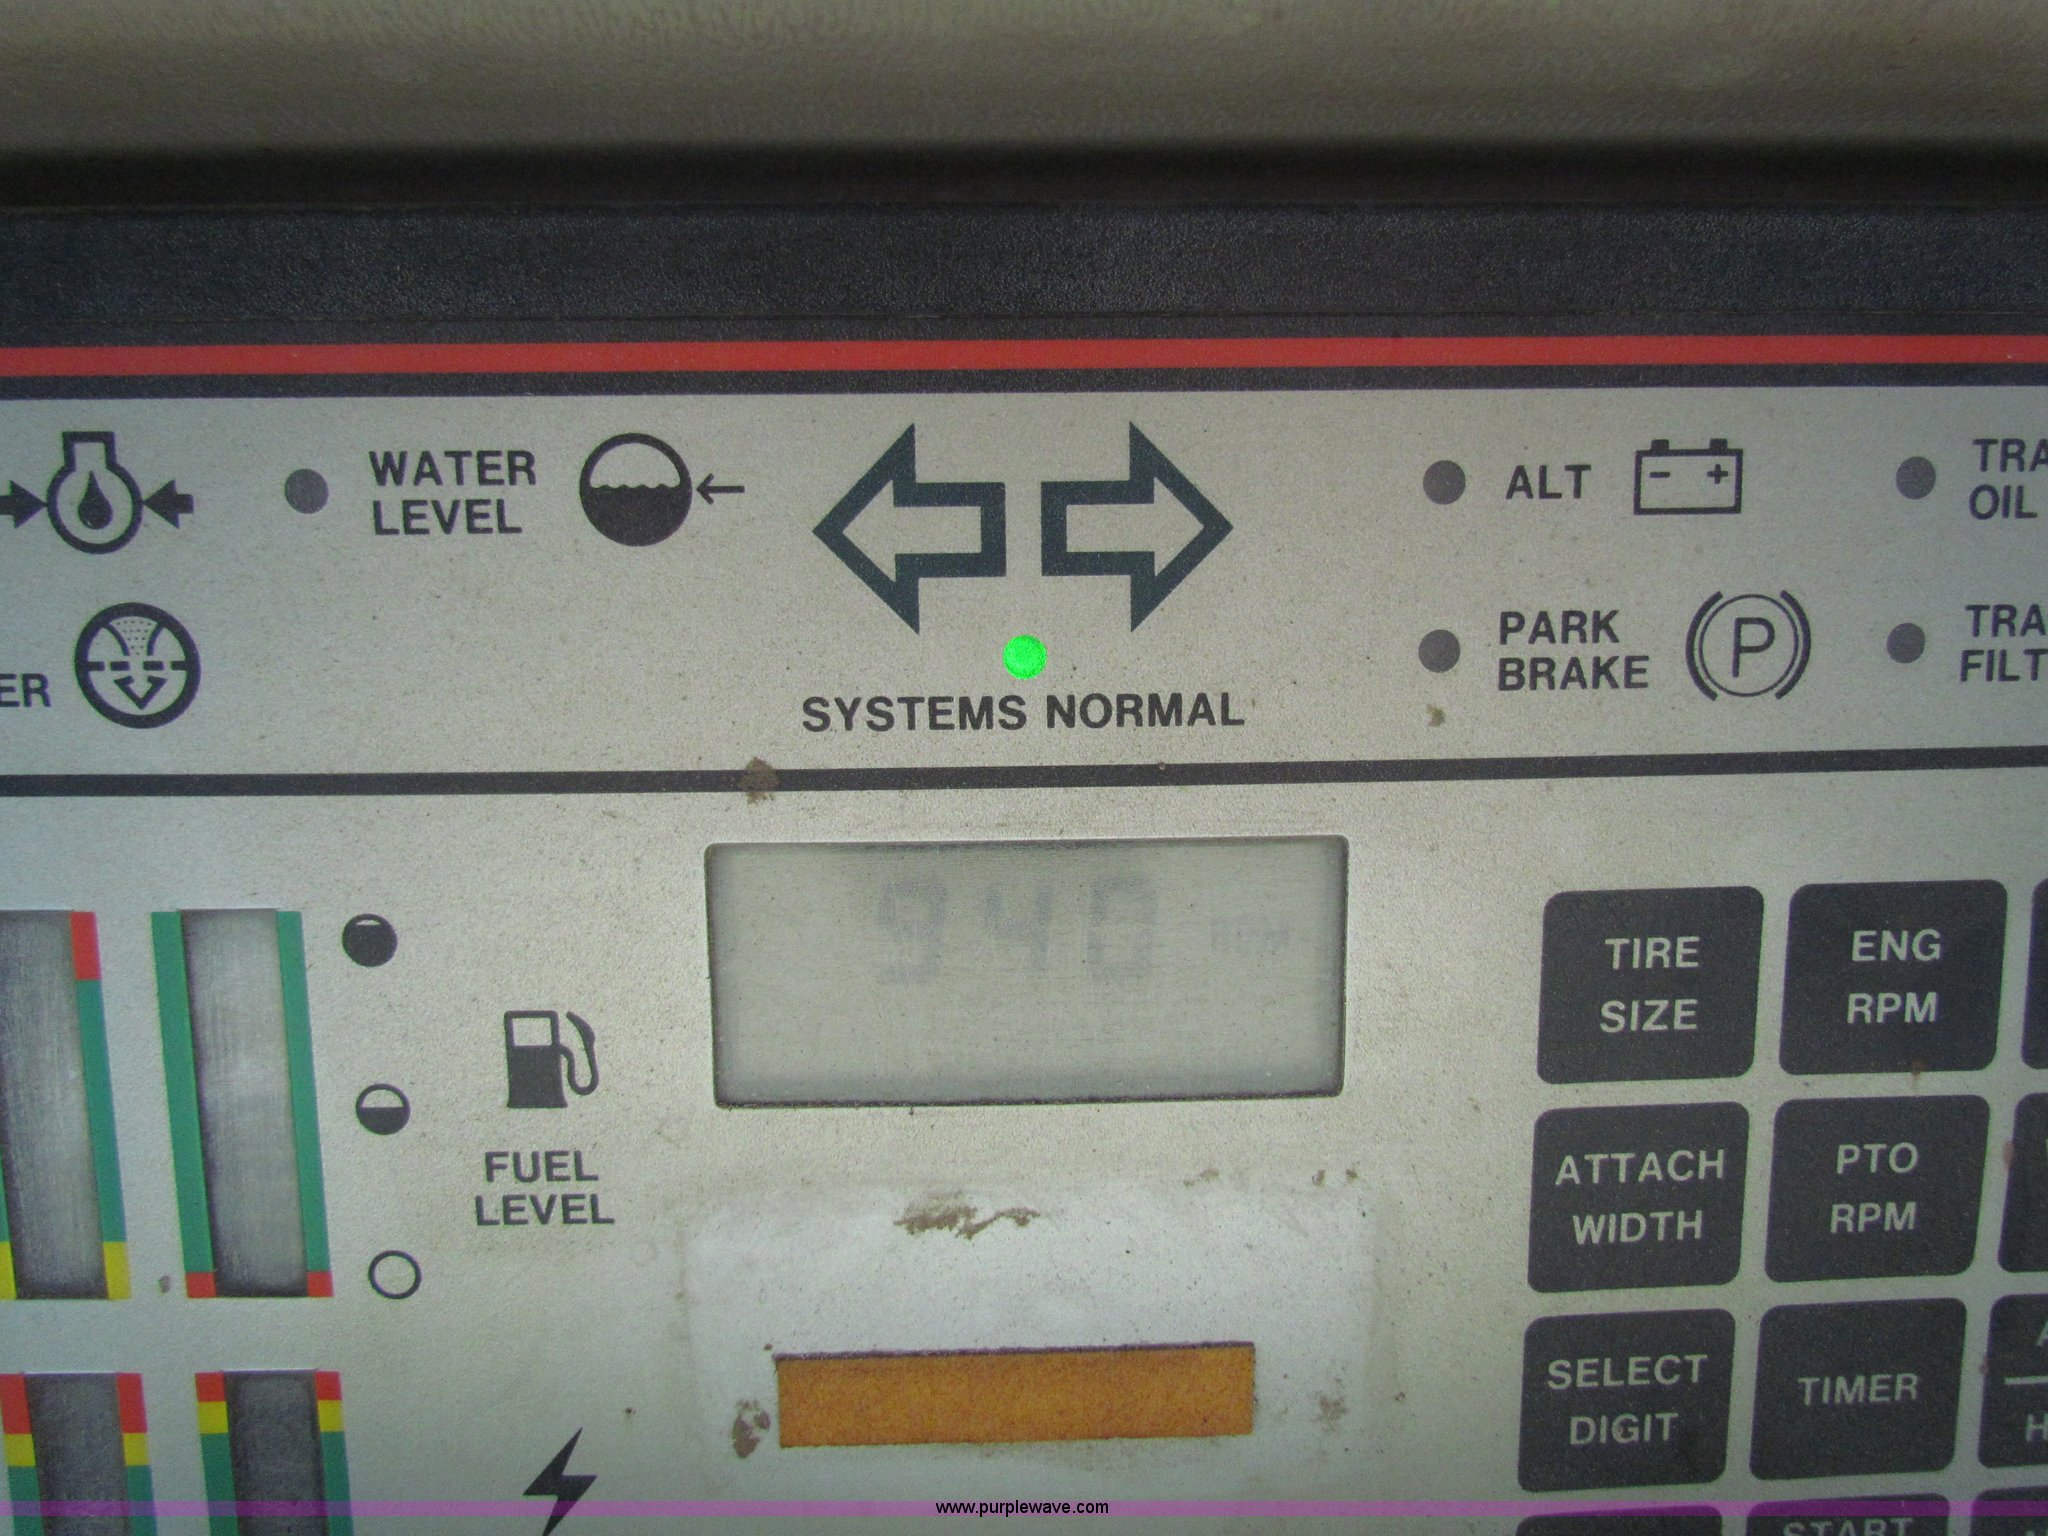 WATER
LEVEL
ALT
- +
TRA
OIL
PARK
BRAKE
P
TRA
FILT
ER
SYSTEMS NORMAL
940
TIRE
SIZE
ENG
RPM
FUEL
LEVEL
ATTACH
WIDTH
PTO
RPM
SELECT
DIGIT
TIMER
A
H
START
www.purplewave.com